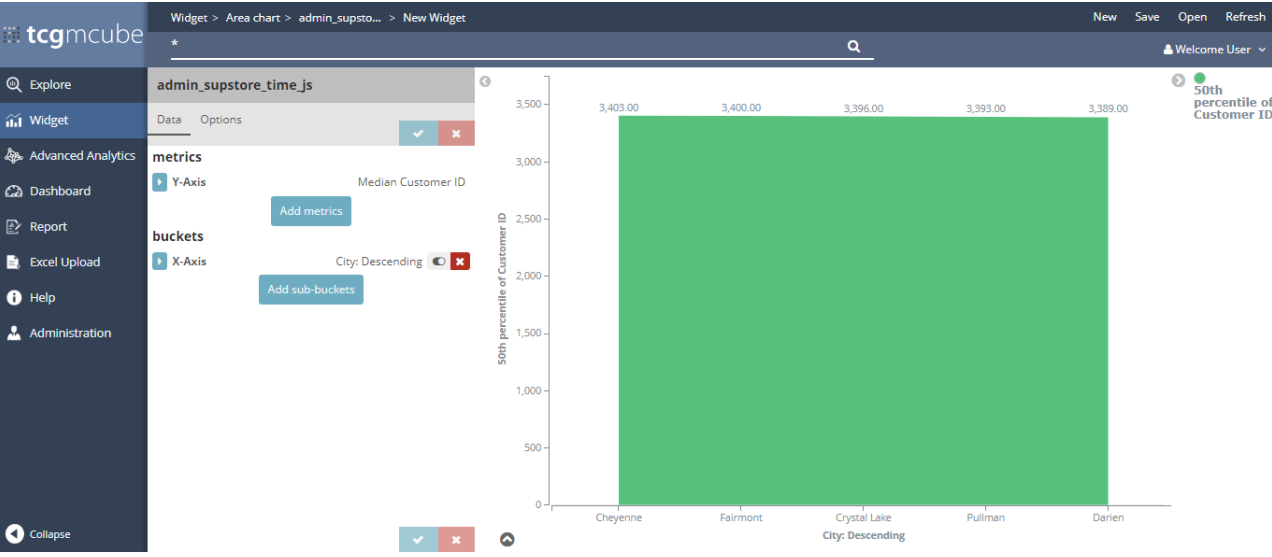 Widget > Area chart > admin_supsto... > New Widget
New Save Open Refresh
tcgmcube
*
Welcome User
Explore
Widget
Advanced Analytics
Dashboard
Report
Excel Upload
Help
Administration
Collapse
admin_supstore_time_js
Data Options
metrics
Y-Axis Median Customer ID
Add metrics
buckets
X-Axis City: Descending
Add sub-buckets
50th percentile of Customer ID
3,500
3,000
2,500
2,000
1,500
1,000
500
0
3,403.00 3,400.00 3,396.00 3,393.00 3,389.00
Cheyenne Fairmont Crystal Lake Pullman Darien
City: Descending
50th
percentile of
Customer ID